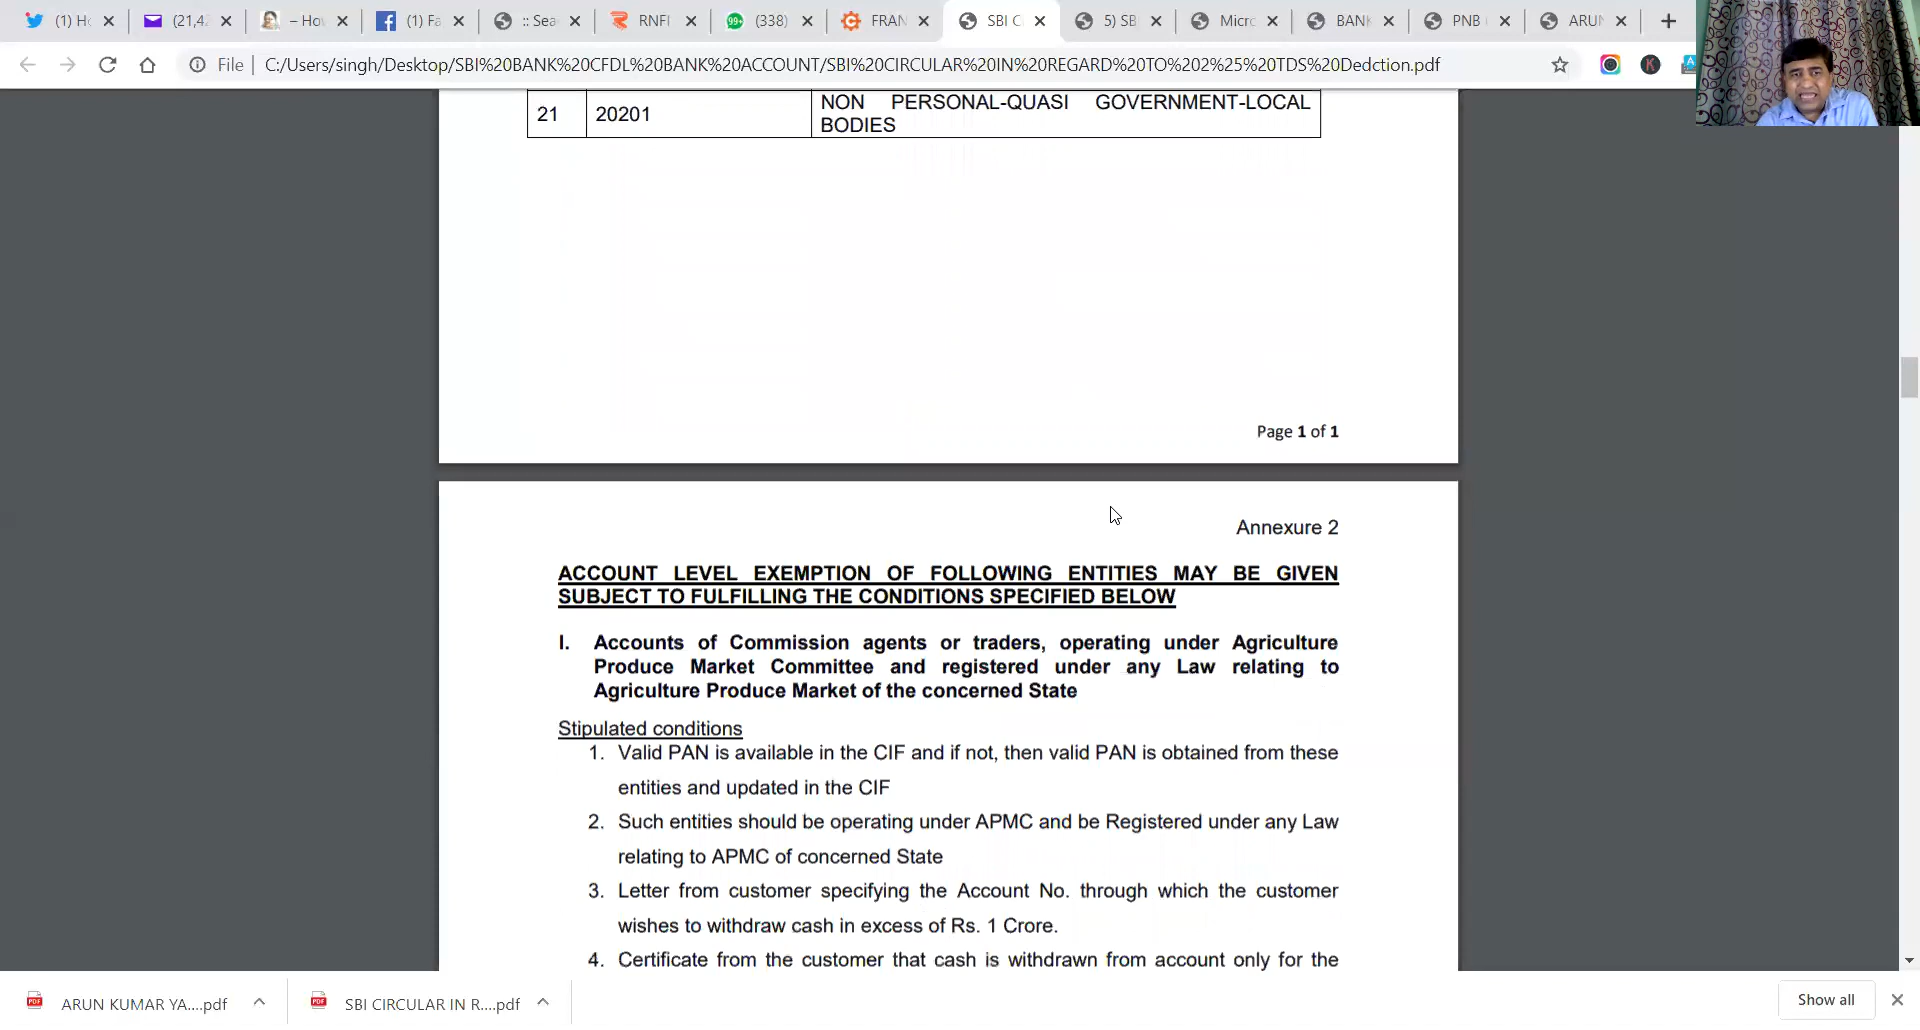 (1) Ho
(21,4
– Hov
(1) Fa
:: Sea
RNFI
99+
(338)
FRAN
SBI C
5) SB
Micro
BANK
PNB
ARUN
File
C:/Users/singh/Desktop/SBI%20BANK%20CFDL%20BANK%20ACCOUNT/SBI%20CIRCULAR%20IN%20REGARD%20TO%202%25%20TDS%20Dedction.pdf
K
A
21 20201 NON PERSONAL-QUASI GOVERNMENT-LOCAL
BODIES
Page 1 of 1
Annexure 2
ACCOUNT LEVEL EXEMPTION OF FOLLOWING ENTITIES MAY BE GIVEN
SUBJECT TO FULFILLING THE CONDITIONS SPECIFIED BELOW
I. Accounts of Commission agents or traders, operating under Agriculture
Produce Market Committee and registered under any Law relating to
Agriculture Produce Market of the concerned State
Stipulated conditions
1. Valid PAN is available in the CIF and if not, then valid PAN is obtained from these
entities and updated in the CIF
2. Such entities should be operating under APMC and be Registered under any Law
relating to APMC of concerned State
3. Letter from customer specifying the Account No. through which the customer
wishes to withdraw cash in excess of Rs. 1 Crore.
4. Certificate from the customer that cash is withdrawn from account only for the
PDF
ARUN KUMAR YA....pdf
PDF
SBI CIRCULAR IN R....pdf
Show all